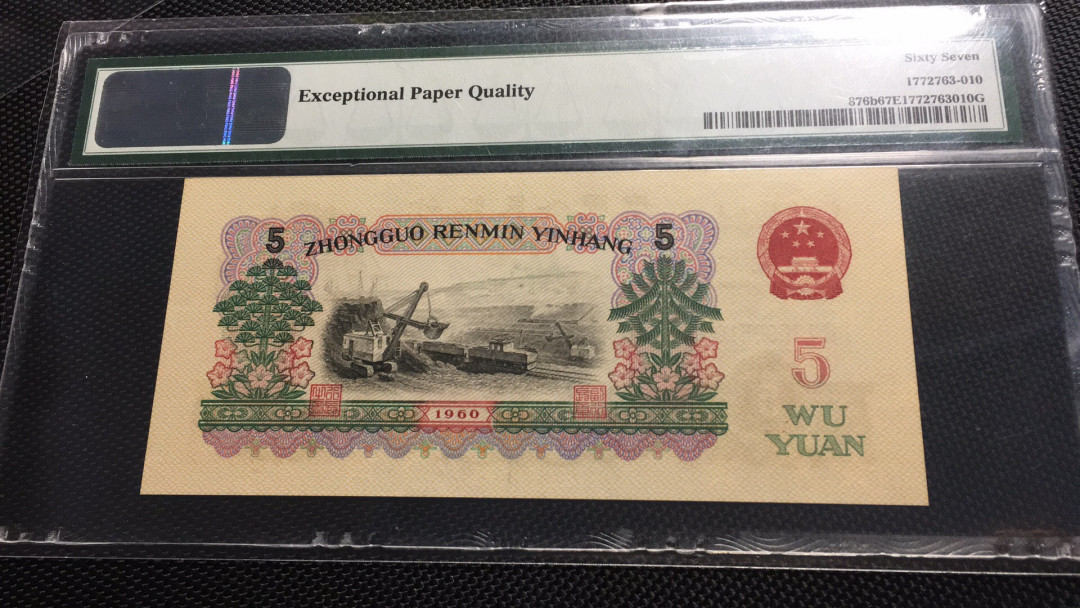 Exceptional Paper Quality
Sixty Seven
1772763-010
876b67E1772763010G
5 ZHONGGUO RENMIN YINHANG 5
5
1960
WU
YUAN